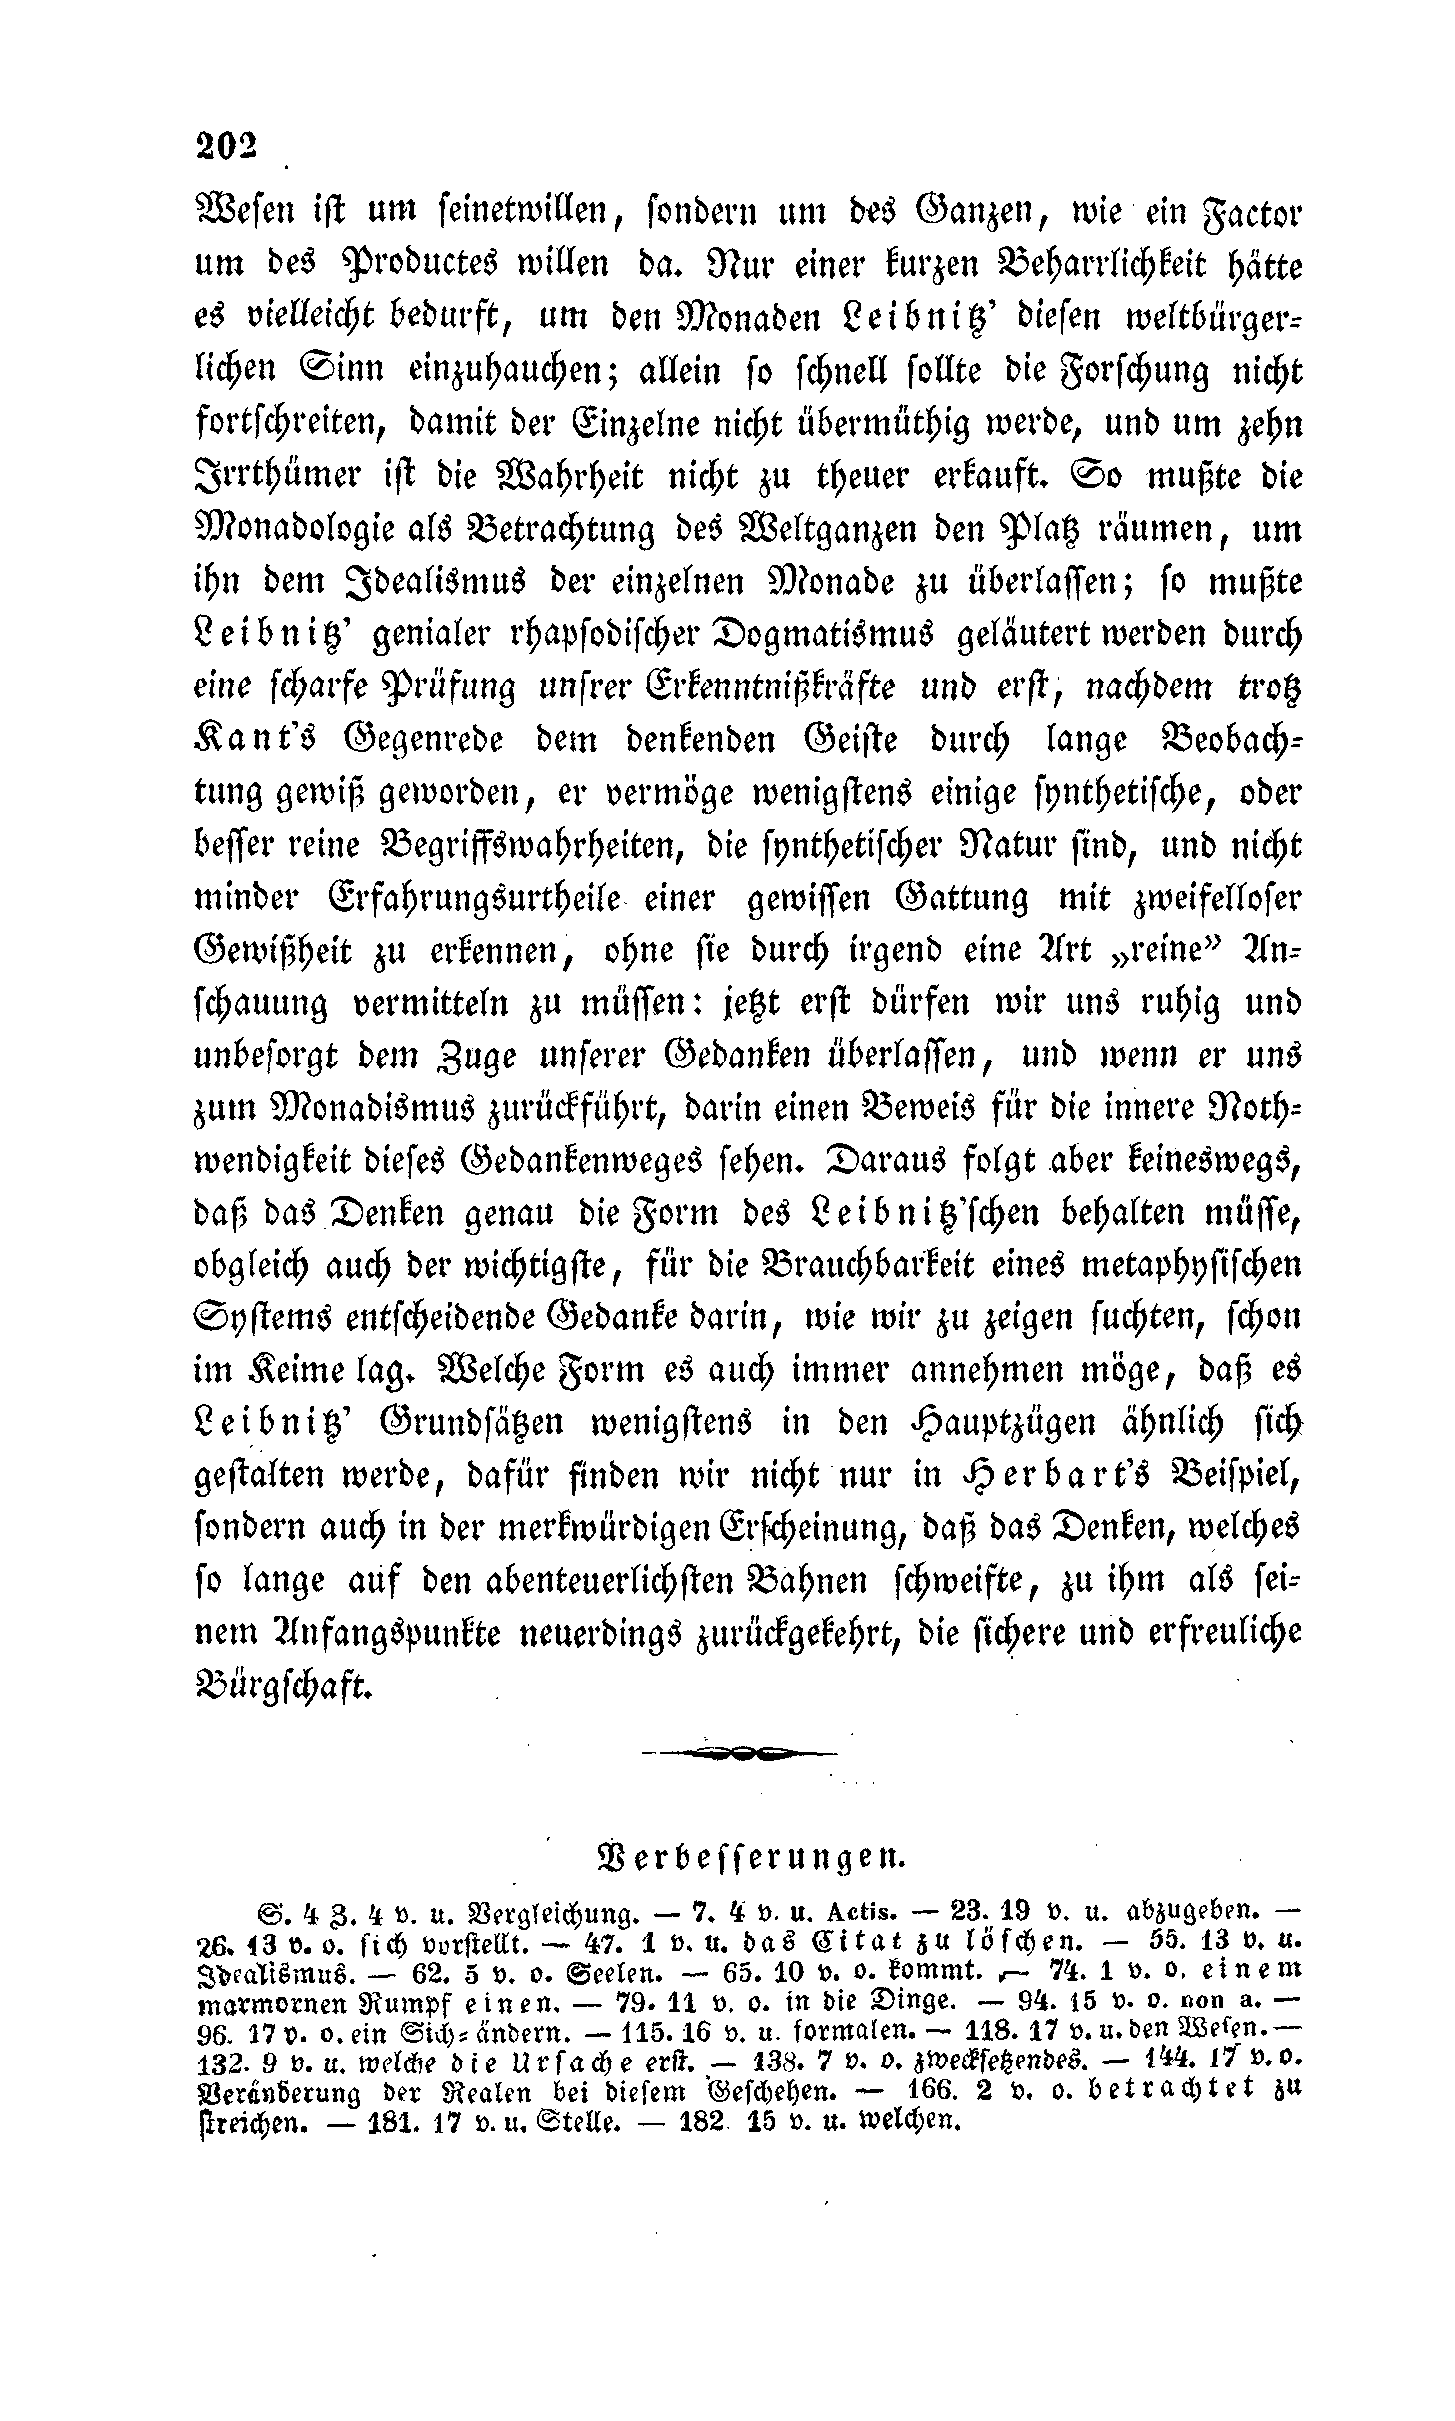 202
Wesen ist um seinetwillen, sondern um des Ganzen, wie ein Factor
um des Productes willen da. Nur einer kurzen Beharrlichkeit hätte
es vielleicht bedurft, um den Monaden Leibnitz’ diesen weltbürger-
lichen Sinn einzuhauchen; allein so schnell sollte die Forschung nicht
fortschreiten, damit der Einzelne nicht übermüthig werde, und um zehn
Irrthümer ist die Wahrheit nicht zu theuer erkauft. So mußte die
Monadologie als Betrachtung des Weltganzen den Platz räumen, um
ihn dem Idealismus der einzelnen Monade zu überlassen; so mußte
Leibnitz’ genialer rhapsodischer Dogmatismus geläutert werden durch
eine scharfe Prüfung unsrer Erkenntnißkräfte und erst, nachdem trotz
Kant’s Gegenrede dem denkenden Geiste durch lange Beobach-
tung gewiß geworden, er vermöge wenigstens einige synthetische, oder
besser reine Begriffswahrheiten, die synthetischer Natur sind, und nicht
minder Erfahrungsurtheile einer gewissen Gattung mit zweifelloser
Gewißheit zu erkennen, ohne sie durch irgend eine Art „reine” An-
schauung vermitteln zu müssen: jetzt erst dürfen wir uns ruhig und
unbesorgt dem Zuge unserer Gedanken überlassen, und wenn er uns
zum Monadismus zurückführt, darin einen Beweis für die innere Noth-
wendigkeit dieses Gedankenweges sehen. Daraus folgt aber keineswegs,
daß das Denken genau die Form des Leibnitz’schen behalten müsse,
obgleich auch der wichtigste, für die Brauchbarkeit eines metaphysischen
Systems entscheidende Gedanke darin, wie wir zu zeigen suchten, schon
im Keime lag. Welche Form es auch immer annehmen möge, daß es
Leibnitz’ Grundsätzen wenigstens in den Hauptzügen ähnlich sich
gestalten werde, dafür finden wir nicht nur in Herbart’s Beispiel,
sondern auch in der merkwürdigen Erscheinung, daß das Denken, welches
so lange auf den abenteuerlichsten Bahnen schweifte, zu ihm als sei-
nem Anfangspunkte neuerdings zurückgekehrt, die sichere und erfreuliche
Bürgschaft.
Verbesserungen.
S. 4 Z. 4 v. u. Vergleichung. — 7. 4 v. u. Actis. — 23. 19 v. u. abzugeben. —
26. 13 v. o. sich vorstellt. — 47. 1 v. u. das Citat zu löschen. — 55. 13 v. u.
Idealismus. — 62. 5 v. o. Seelen. — 65. 10 v. o. kommt. — 74. 1 v. o. einem
marmornen Rumpf einen. — 79. 11 v. o. in die Dinge. — 94. 15 v. o. non a. —
96. 17 v. o. ein Sich-ändern. — 115. 16 v. u. formalen. — 118. 17 v. u. den Wesen. —
132. 9 v. u. welche die Ursache erst. — 138. 7 v. o. zwecksetzendes. — 144. 17 v. o.
Veränderung der Realen bei diesem Geschehen. — 166. 2 v. o. betrachtet zu
streichen. — 181. 17 v. u. Stelle. — 182. 15 v. u. welchen.